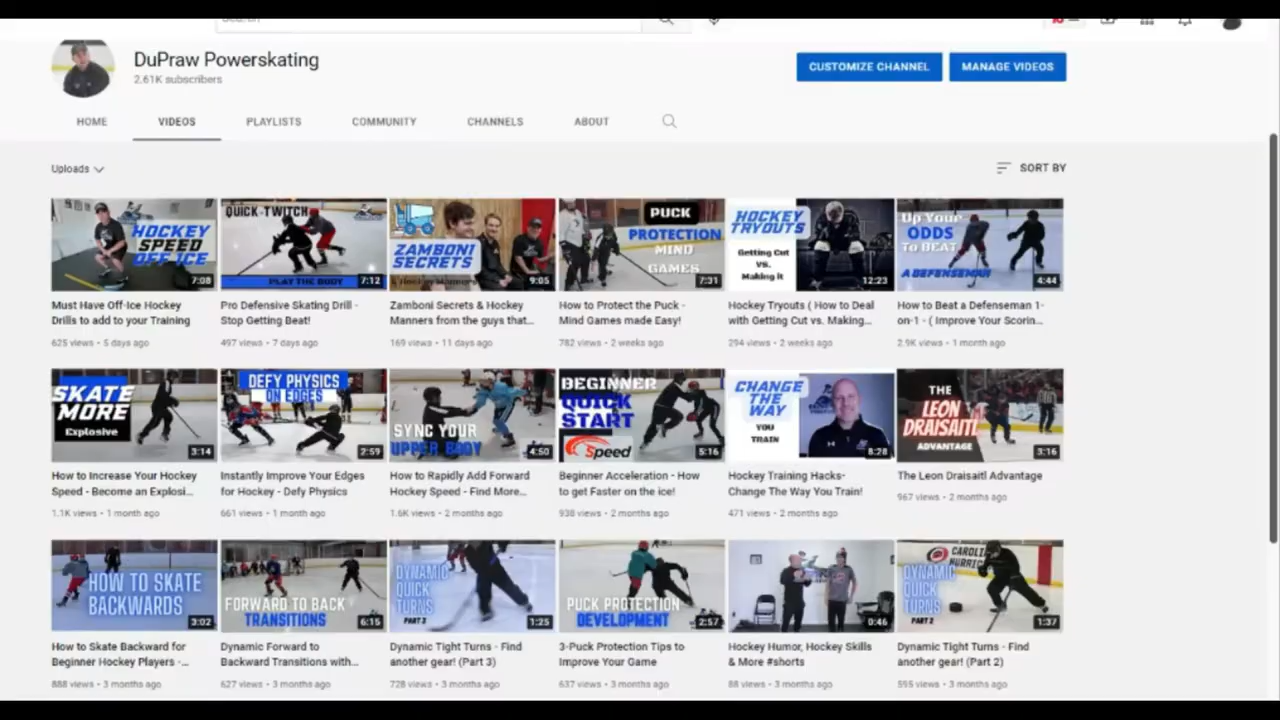 DuPraw Powerskating
2.61K subscribers
CUSTOMIZE CHANNEL
MANAGE VIDEOS
HOME
VIDEOS
PLAYLISTS
COMMUNITY
CHANNELS
ABOUT
Uploads
SORT BY
HOCKEY
SPEED
OFF ICE
7:08
QUICK-TWITCH
PLAY THE BODY
7:12
ZAMBONI
SECRETS
& Hockey Manners
9:05
PUCK
PROTECTION
MIND
GAMES
7:31
HOCKEY
TRYOUTS
Getting Cut
VS.
Making it
12:23
Up Your
ODDS
To BEAT
A DEFENSEMAN
4:44
Must Have Off-Ice Hockey
Drills to add to your Training
625 views • 5 days ago
Pro Defensive Skating Drill -
Stop Getting Beat!
497 views • 7 days ago
Zamboni Secrets & Hockey
Manners from the guys that...
169 views • 11 days ago
How to Protect the Puck -
Mind Games made Easy!
782 views • 2 weeks ago
Hockey Tryouts ( How to Deal
with Getting Cut vs. Making...
294 views • 2 weeks ago
How to Beat a Defenseman 1-
on-1 - ( Improve Your Scorin...
2.9K views • 1 month ago
SKATE
MORE
Explosive
3:14
DEFY PHYSICS
ON EDGES
2:59
SYNC YOUR
UPPER BODY
4:50
BEGINNER
QUICK
START
Speed
5:16
CHANGE
THE
WAY
YOU
TRAIN
8:28
THE
LEON
DRAISAITL
ADVANTAGE
3:16
How to Increase Your Hockey
Speed - Become an Explosi...
1.1K views • 1 month ago
Instantly Improve Your Edges
for Hockey - Defy Physics
661 views • 1 month ago
How to Rapidly Add Forward
Hockey Speed - Find More...
1.6K views • 2 months ago
Beginner Acceleration - How
to get Faster on the ice!
938 views • 2 months ago
Hockey Training Hacks-
Change The Way You Train!
471 views • 2 months ago
The Leon Draisaitl Advantage
967 views • 2 months ago
HOW TO SKATE
BACKWARDS
3:02
FORWARD TO BACK
TRANSITIONS
6:15
DYNAMIC
QUICK
TURNS
PART 3
1:25
PUCK PROTECTION
DEVELOPMENT
2:57
0:46
DYNAMIC
QUICK
TURNS
PART 2
1:37
How to Skate Backward for
Beginner Hockey Players -...
888 views • 3 months ago
Dynamic Forward to
Backward Transitions with...
627 views • 3 months ago
Dynamic Tight Turns - Find
another gear! (Part 3)
728 views • 3 months ago
3-Puck Protection Tips to
Improve Your Game
637 views • 3 months ago
Hockey Humor, Hockey Skills
& More #shorts
88 views • 3 months ago
Dynamic Tight Turns - Find
another gear! (Part 2)
595 views • 3 months ago